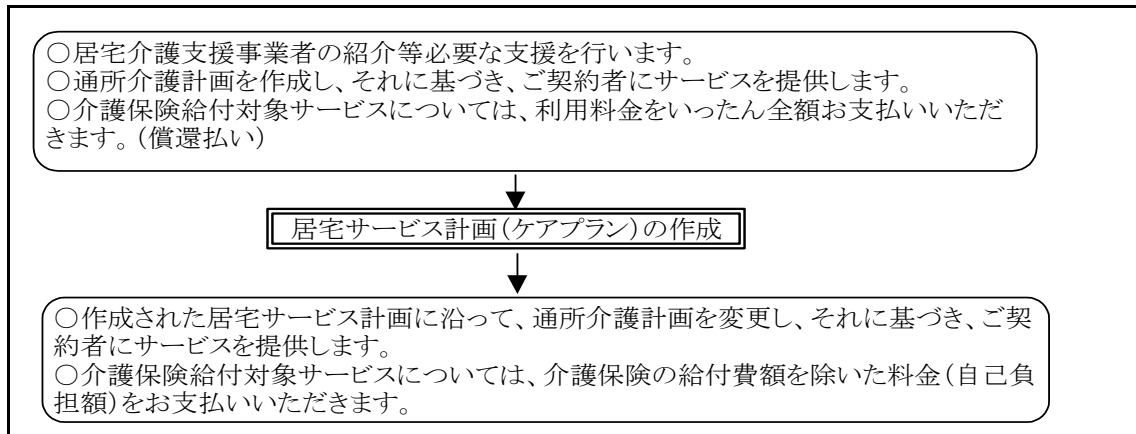 ○居宅介護支援事業者の紹介等必要な支援を行います。
○通所介護計画を作成し、それに基づき、ご契約者にサービスを提供します。
○介護保険給付対象サービスについては、利用料金をいったん全額お支払いいただ
きます。(償還払い)
居宅サービス計画(ケアプラン)の作成
○作成された居宅サービス計画に沿って、通所介護計画を変更し、それに基づき、ご契
約者にサービスを提供します。
○介護保険給付対象サービスについては、介護保険の給付費額を除いた料金(自己負
担額)をお支払いいただきます。